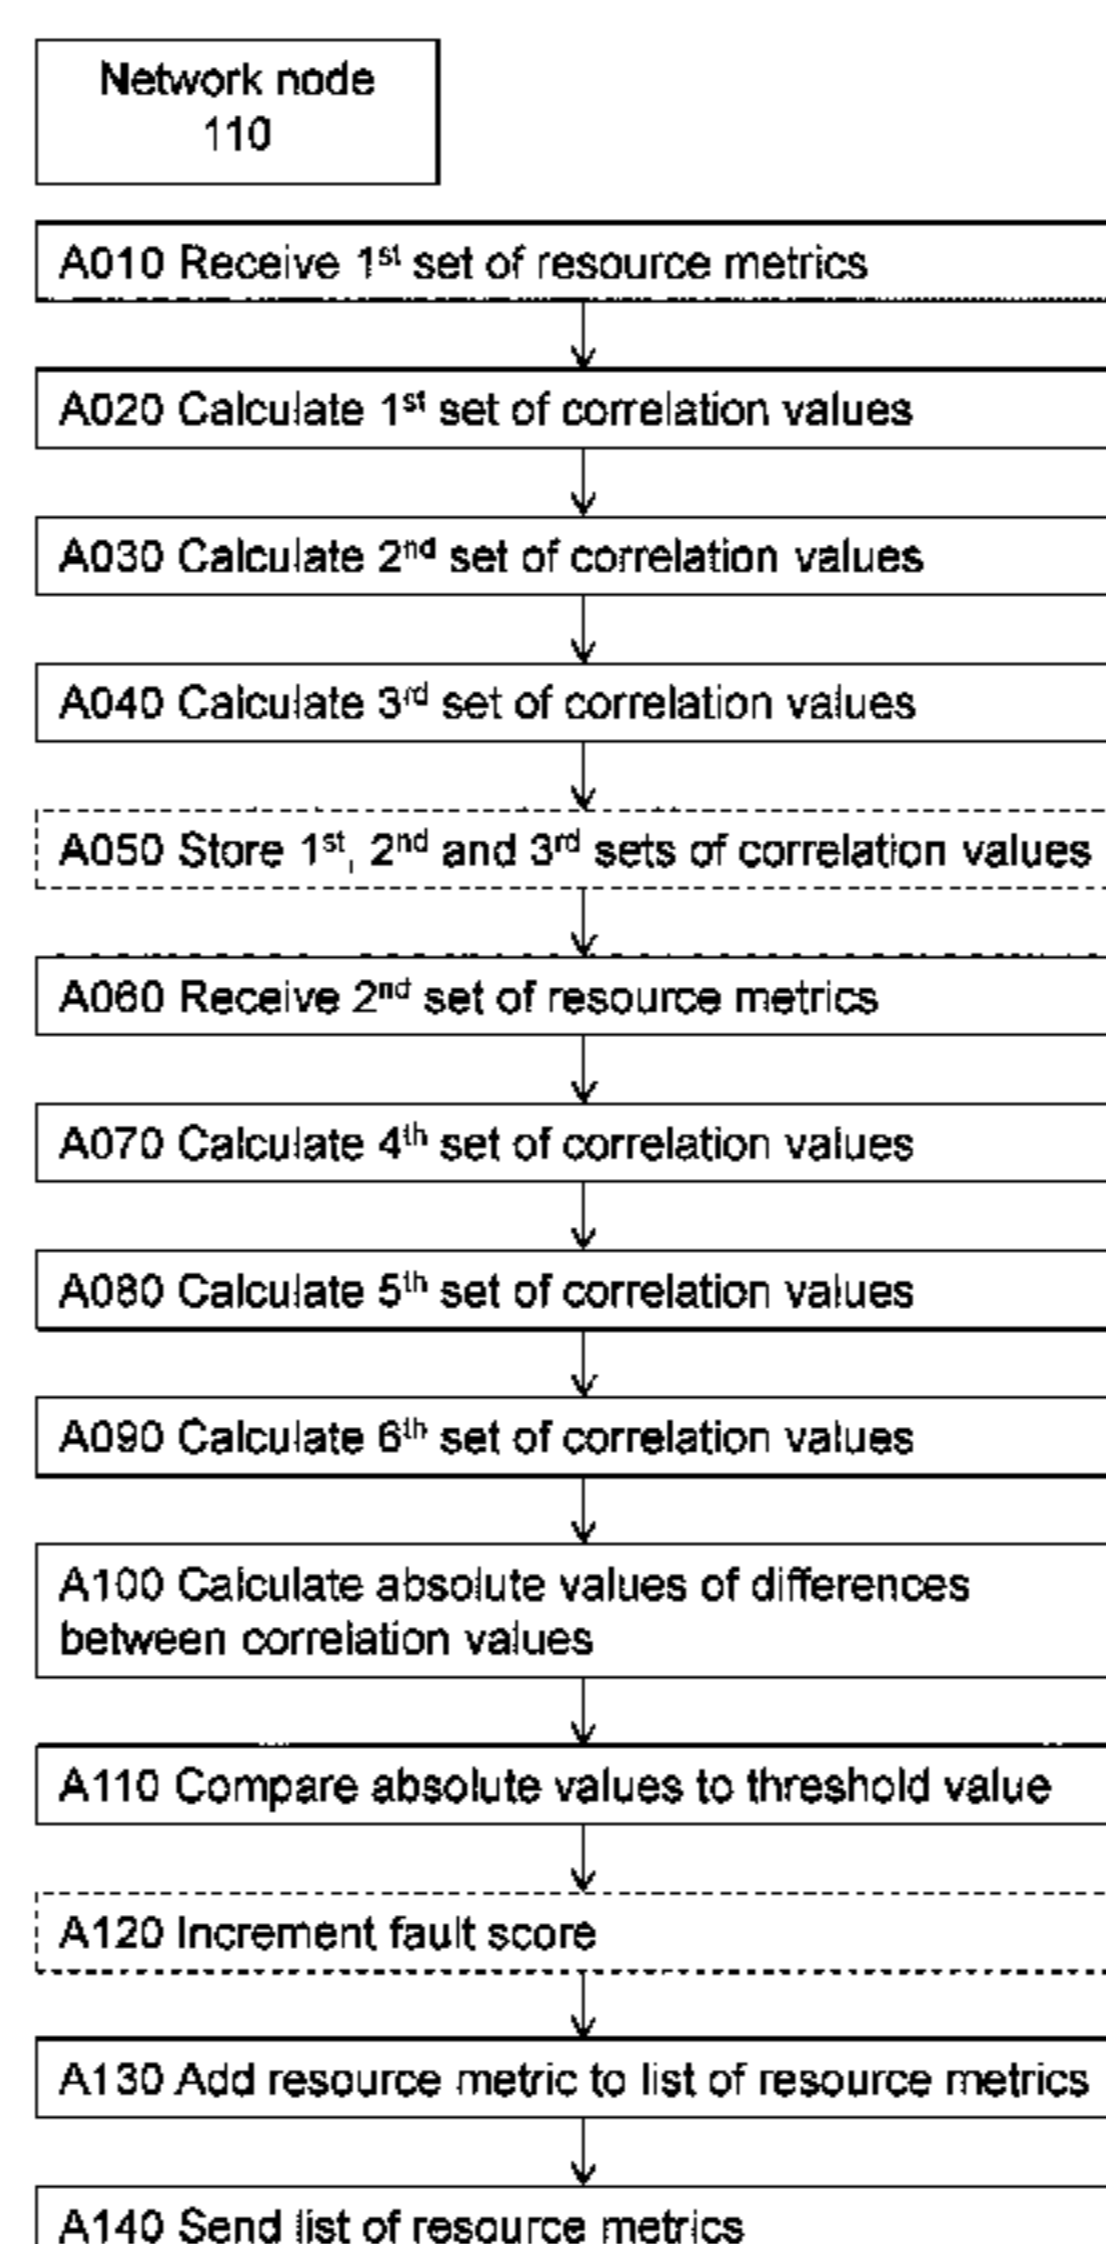 Network node
110
A010 Receive 1st set of resource metrics
A020 Calculate 1st set of correlation values
A030 Calculate 2nd set of correlation values
A040 Calculate 3rd set of correlation values
A050 Store 1st, 2nd and 3rd sets of correlation values
A060 Receive 2nd set of resource metrics
A070 Calculate 4th set of correlation values
A080 Calculate 5th set of correlation values
A090 Calculate 6th set of correlation values
A100 Calculate absolute values of differences
between correlation values
A110 Compare absolute values to threshold value
A120 Increment fault score
A130 Add resource metric to list of resource metrics
A140 Send list of resource metrics